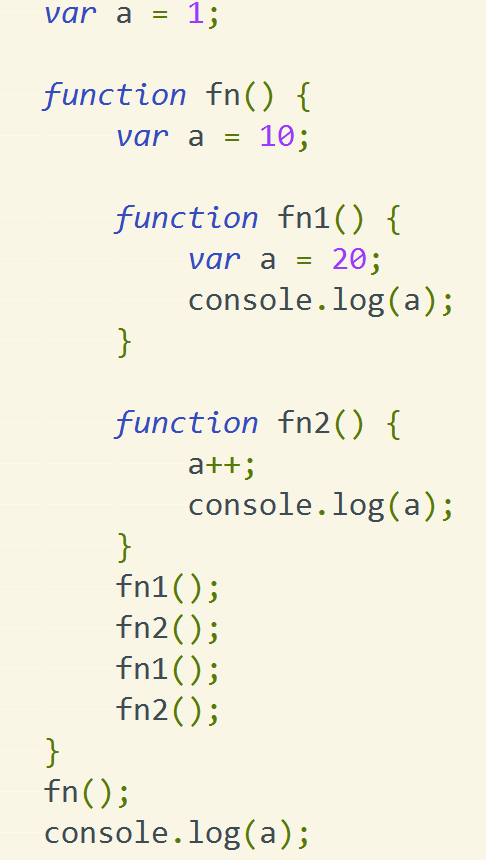 var a = 1;
function fn() {
    var a = 10;
    function fn1() {
        var a = 20;
        console.log(a);
    }
    function fn2() {
        a++;
        console.log(a);
    }
    fn1();
    fn2();
    fn1();
    fn2();
}
fn();
console.log(a);